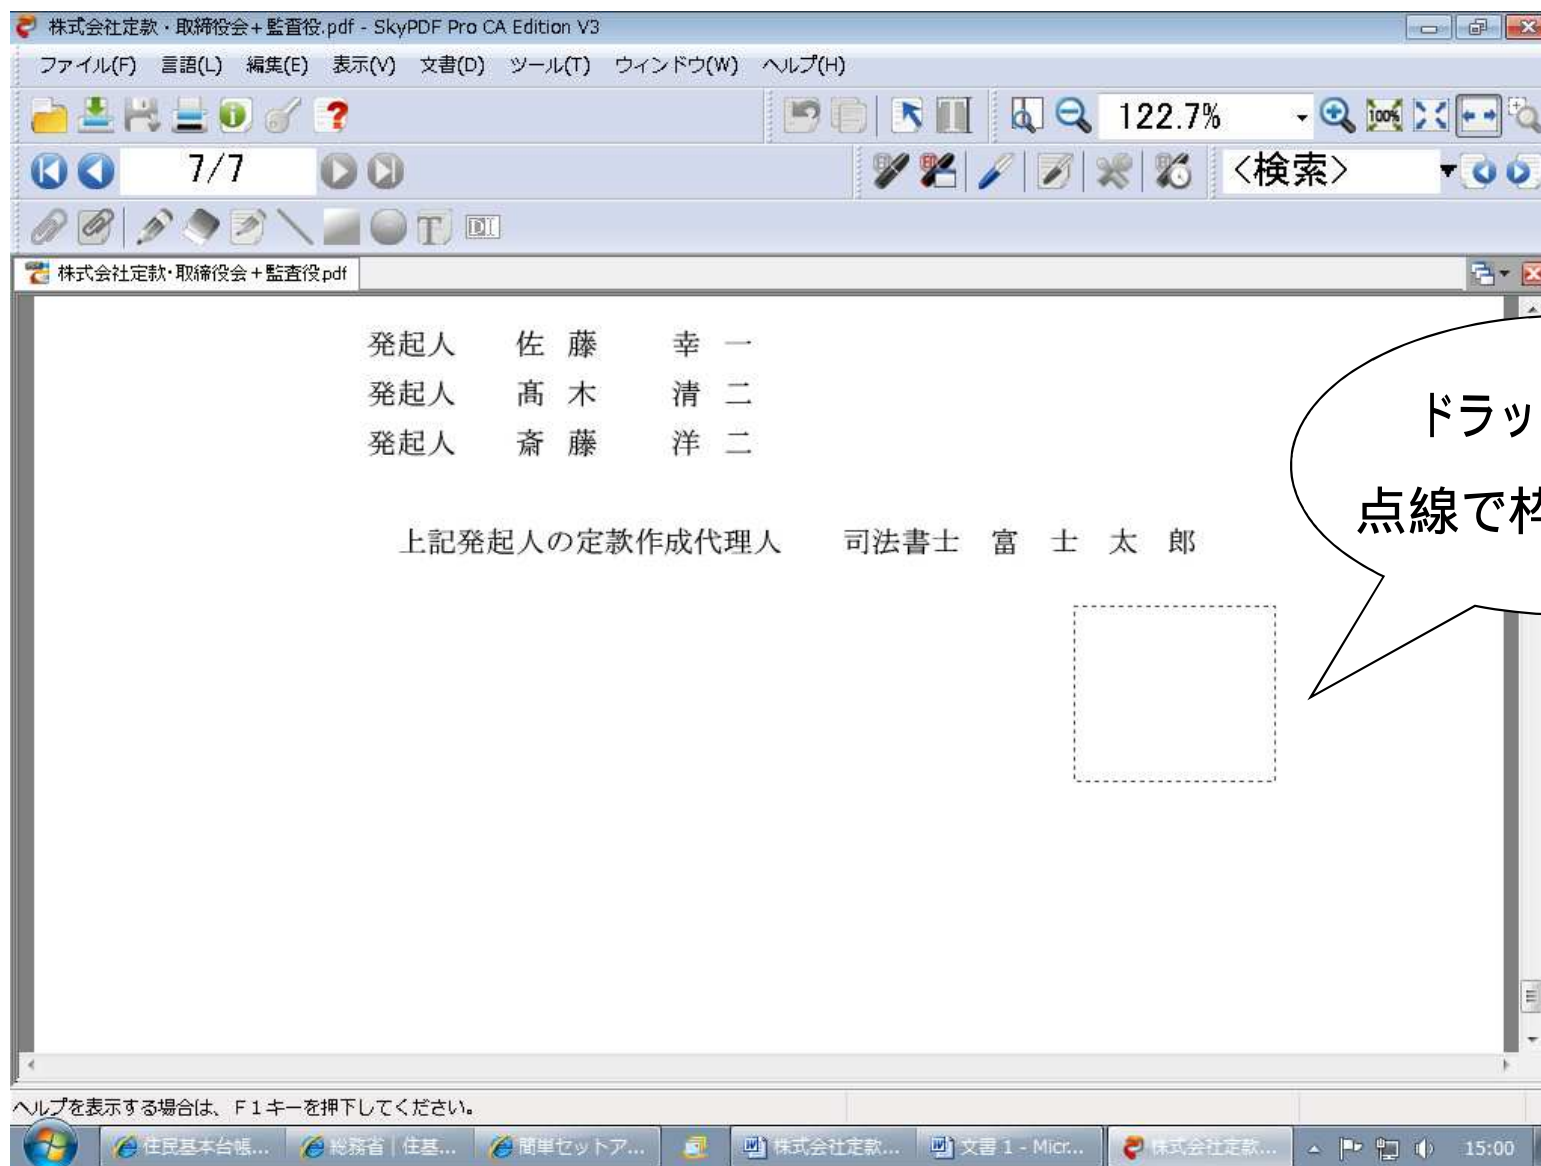 株式会社定款・取締役会+監査役.pdf - SkyPDF Pro CA Edition V3
ファイル(F) 言語(L) 編集(E) 表示(V) 文書(D) ツール(T) ウィンドウ(W) ヘルプ(H)
122.7%
100%
7/7
<検索>
株式会社定款・取締役会+監査役.pdf
発起人 佐 藤 幸 一
発起人 髙 木 清 二
発起人 斎 藤 洋 二
上記発起人の定款作成代理人 司法書士 富 士 太 郎
ドラッ
点線で枠
ヘルプを表示する場合は、F1キーを押下してください。
住民基本台帳... 総務省|住基... 簡単セットア... 株式会社定款... 文書 1 - Micr... 株式会社定款... 15:00